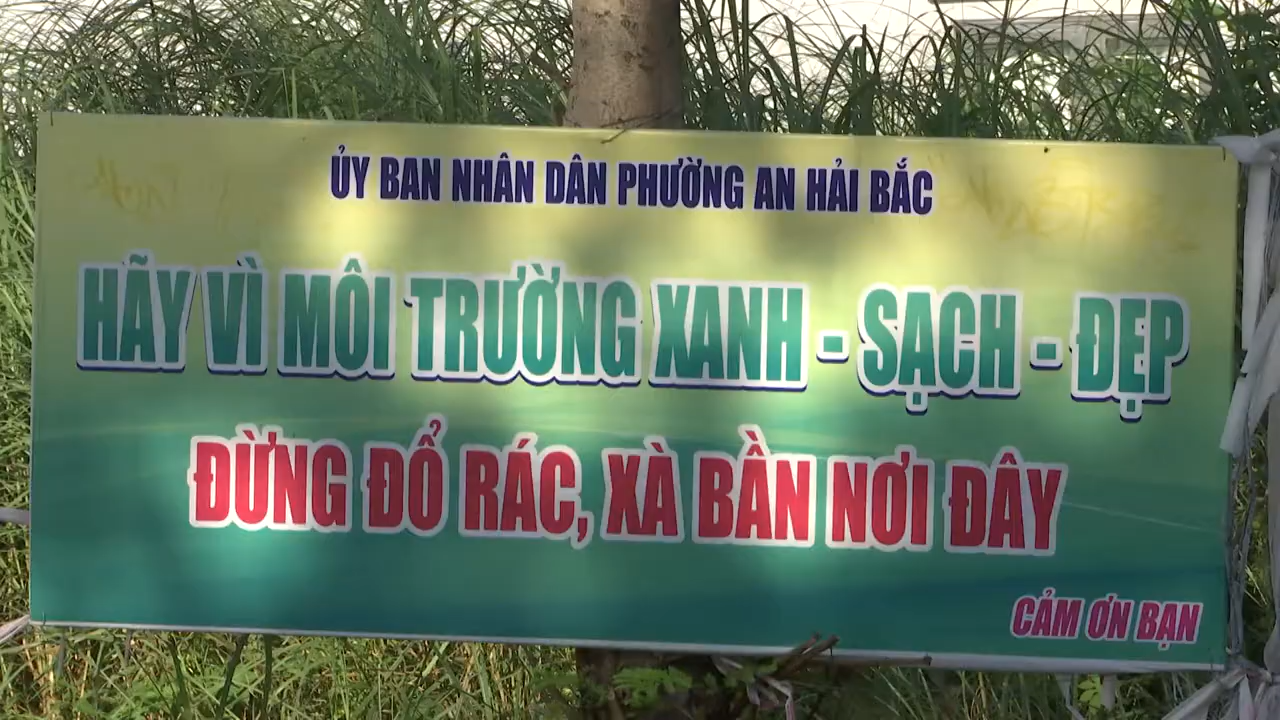 ỦY BAN NHÂN DÂN PHƯỜNG AN HẢI BẮC
HÃY VÌ MÔI TRƯỜNG XANH - SẠCH - ĐẸP
ĐỪNG ĐỔ RÁC, XÀ BẦN NƠI ĐÂY
CẢM ƠN BẠN